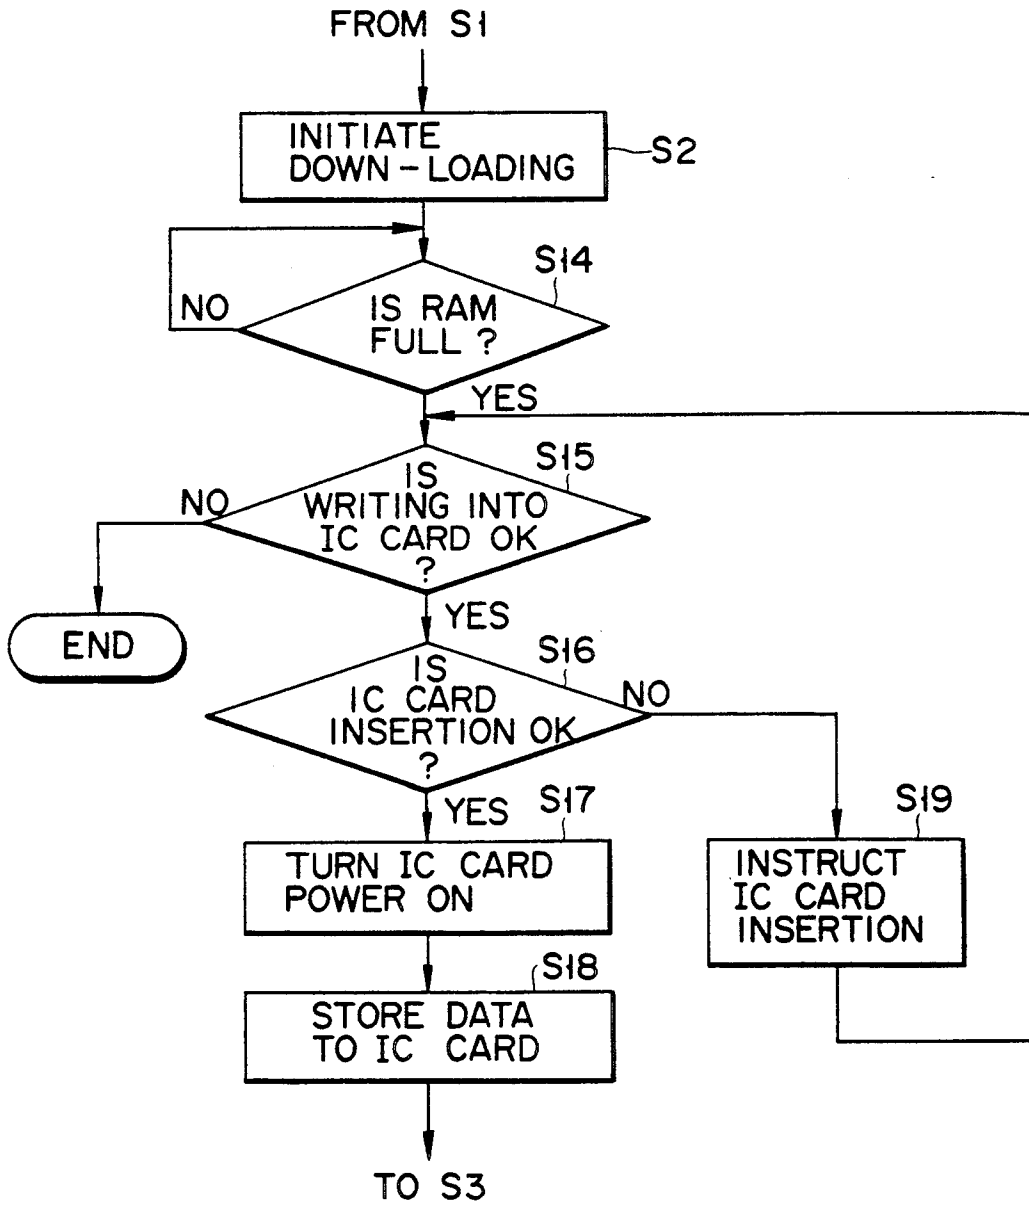 FROM S1
INITIATE
DOWN-LOADING
S2
S14
NO
IS RAM
FULL ?
YES
S15
NO
IS
WRITING INTO
IC CARD OK
?
END
YES
S16
IS
IC CARD
INSERTION OK
?
NO
YES
S17
TURN IC CARD
POWER ON
S19
INSTRUCT
IC CARD
INSERTION
S18
STORE DATA
TO IC CARD
TO S3